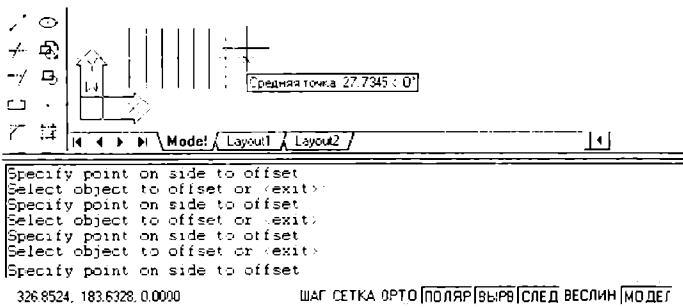 Средняя точка: 27.7345 < 0°
Model Layout1 Layout2
Specify point on side to offset
Select object to offset or <exit>:
Specify point on side to offset
Select object to offset or <exit>
Specify point on side to offset
Select object to offset or <exit>
Specify point on side to offset
326.8524, 183.6328, 0.0000 ШАГ СЕТКА ОРТО ПОЛЯР ВЫРВ СЛЕД ВЕСЛИН МОДЕЛ